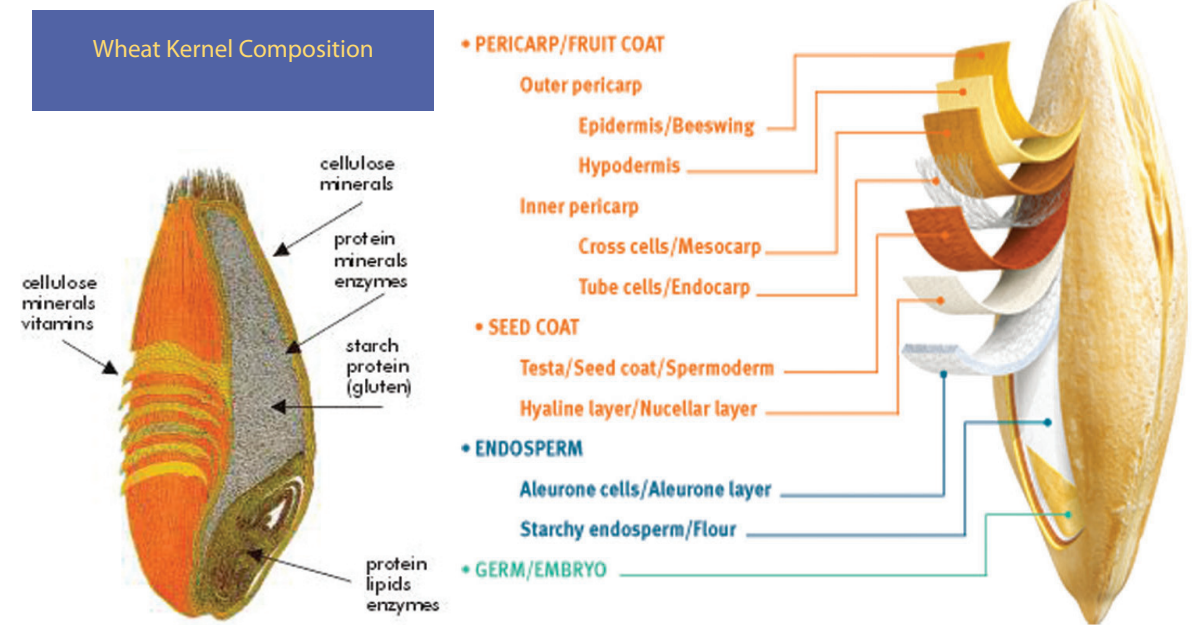 Wheat Kernel Composition
cellulose
minerals
protein
minerals
enzymes
cellulose
minerals
vitamins
starch
protein
(gluten)
protein
lipids
enzymes
• PERICARP/FRUIT COAT
Outer pericarp
Epidermis/Beeswing
Hypodermis
Inner pericarp
Cross cells/Mesocarp
Tube cells/Endocarp
• SEED COAT
Testa/Seed coat/Spermoderm
Hyaline layer/Nucellar layer
• ENDOSPERM
Aleurone cells/Aleurone layer
Starchy endosperm/Flour
• GERM/EMBRYO